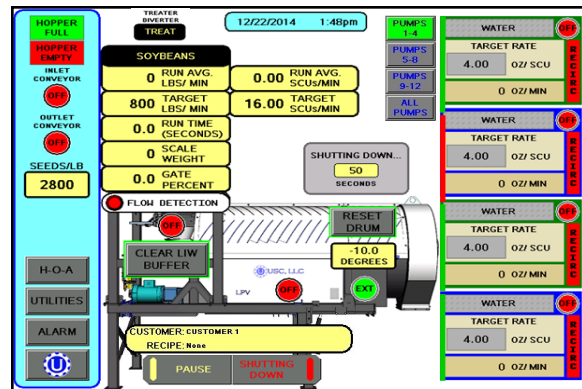 HOPPER
FULL
HOPPER
EMPTY
INLET
CONVEYOR
OFF
OUTLET
CONVEYOR
OFF
SEEDS/LB
2800
H-O-A
UTILITIES
ALARM
U
TREATER
DIVERTER
TREAT
12/22/2014 1:48pm
SOYBEANS
0 RUN AVG. LBS/ MIN
0.00 RUN AVG. SCUs/MIN
800 TARGET LBS/ MIN
16.00 TARGET SCUs/MIN
0.0 RUN TIME (SECONDS)
0 SCALE WEIGHT
0.0 GATE PERCENT
FLOW DETECTION
OFF
CLEAR LIW
BUFFER
SHUTTING DOWN...
50
SECONDS
RESET
DRUM
-10.0
DEGREES
USC, LLC
LPV
OFF
EXT
CUSTOMER: CUSTOMER 1
RECIPE: None
PAUSE
SHUTTING
DOWN
PUMPS
1-4
PUMPS
5-8
PUMPS
9-12
ALL
PUMPS
WATER OFF
TARGET RATE
4.00 OZ/ SCU
0 OZ/ MIN
RECIRC
WATER OFF
TARGET RATE
4.00 OZ/ SCU
0 OZ/ MIN
RECIRC
WATER OFF
TARGET RATE
4.00 OZ/ SCU
0 OZ/ MIN
RECIRC
WATER OFF
TARGET RATE
4.00 OZ/ SCU
0 OZ/ MIN
RECIRC